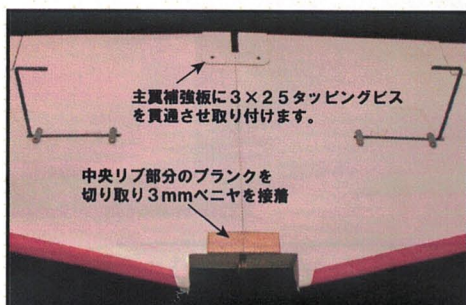 主翼補強板に3×25タッピングビス
を貫通させ取り付けます。
中央リブ部分のプランクを
切り取り3mmベニヤを接着